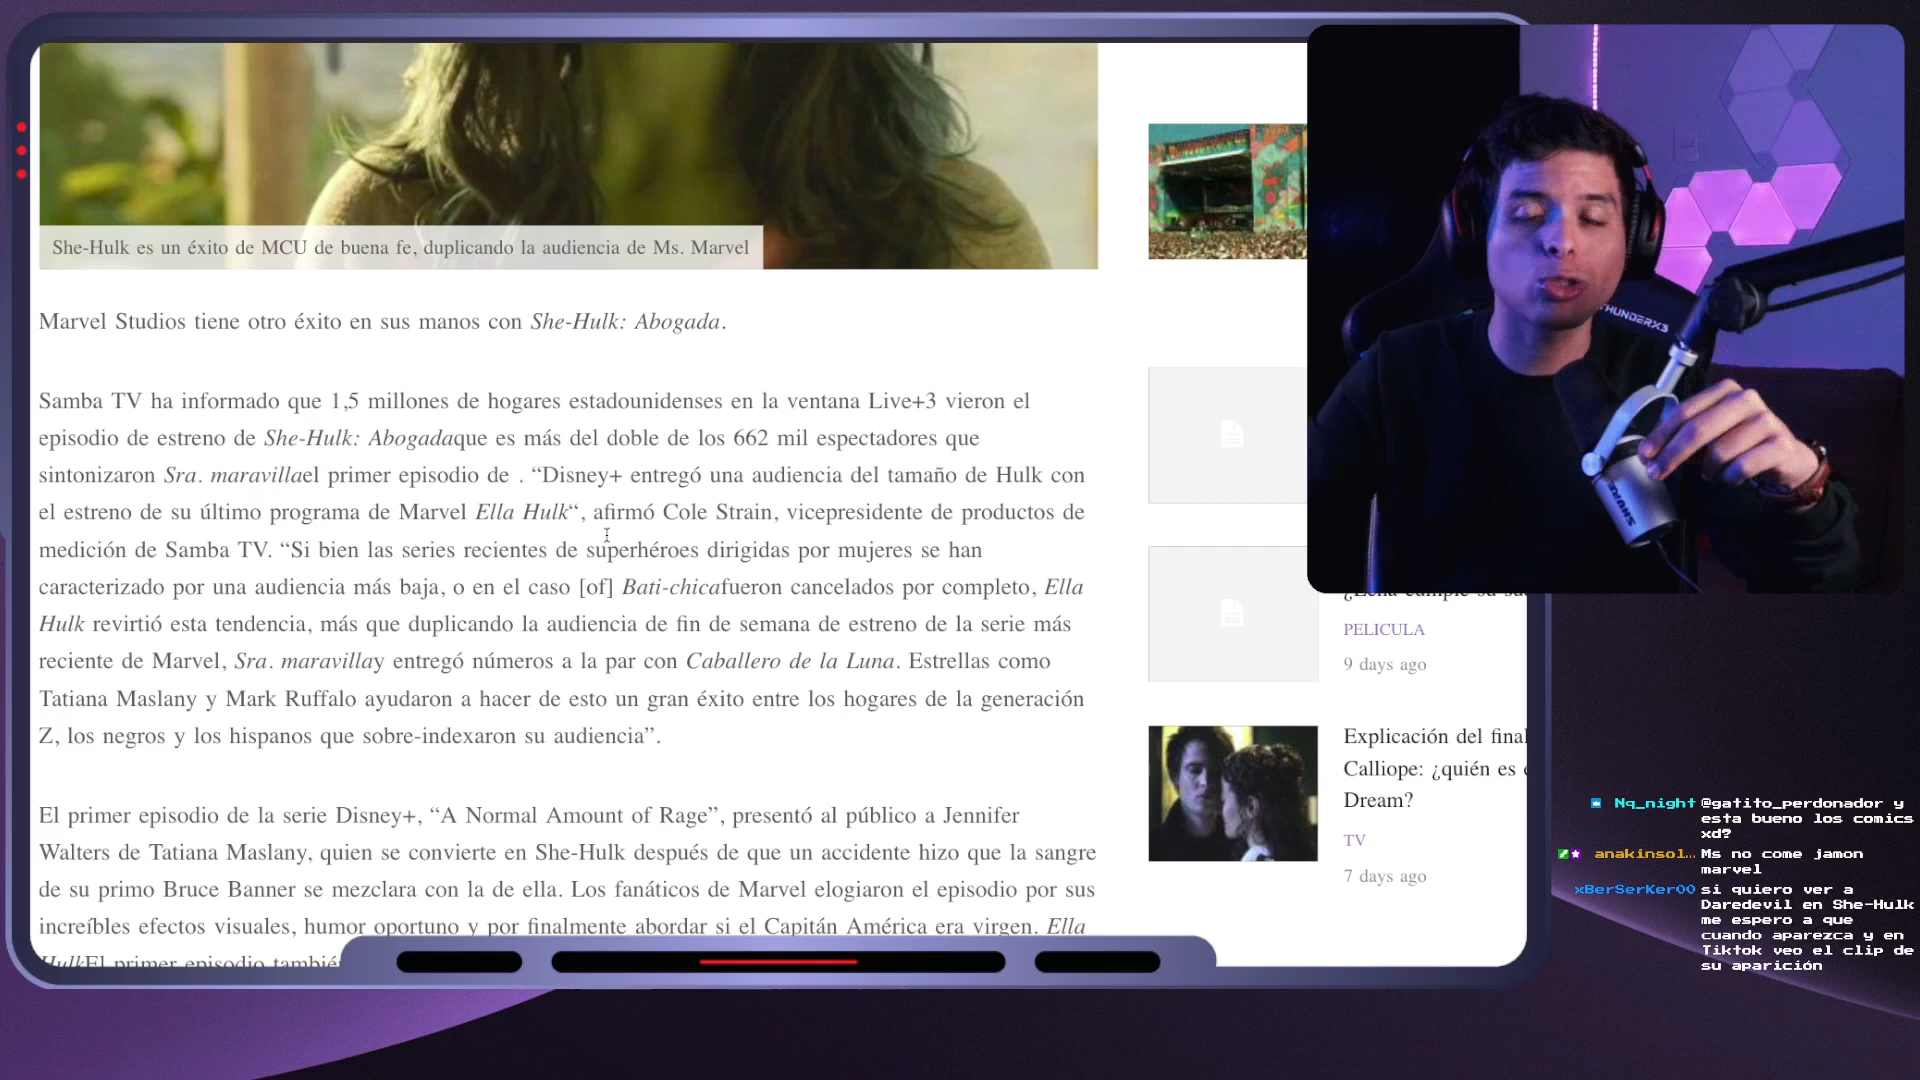 She-Hulk es un éxito de MCU de buena fe, duplicando la audiencia de Ms. Marvel
Marvel Studios tiene otro éxito en sus manos con She-Hulk: Abogada.
Samba TV ha informado que 1,5 millones de hogares estadounidenses en la ventana Live+3 vieron el
episodio de estreno de She-Hulk: Abogadaque es más del doble de los 662 mil espectadores que
sintonizaron Sra. maravillael primer episodio de . “Disney+ entregó una audiencia del tamaño de Hulk con
el estreno de su último programa de Marvel Ella Hulk“, afirmó Cole Strain, vicepresidente de productos de
medición de Samba TV. “Si bien las series recientes de superhéroes dirigidas por mujeres se han
caracterizado por una audiencia más baja, o en el caso [of] Bati-chicafueron cancelados por completo, Ella
Hulk revirtió esta tendencia, más que duplicando la audiencia de fin de semana de estreno de la serie más
reciente de Marvel, Sra. maravillay entregó números a la par con Caballero de la Luna. Estrellas como
Tatiana Maslany y Mark Ruffalo ayudaron a hacer de esto un gran éxito entre los hogares de la generación
Z, los negros y los hispanos que sobre-indexaron su audiencia”.
El primer episodio de la serie Disney+, “A Normal Amount of Rage”, presentó al público a Jennifer
Walters de Tatiana Maslany, quien se convierte en She-Hulk después de que un accidente hizo que la sangre
de su primo Bruce Banner se mezclara con la de ella. Los fanáticos de Marvel elogiaron el episodio por sus
increíbles efectos visuales, humor oportuno y por finalmente abordar si el Capitán América era virgen. Ella
HulkEl primer episodio tambié
PELICULA
9 days ago
Explicación del final
Calliope: ¿quién es
Dream?
TV
7 days ago
THUNDERX3
SHURE
Nq_night @gatito_perdonador y
esta bueno los comics
xd?
anakinsol... Ms no come jamon
marvel
xBerSerKer00 si quiero ver a
Daredevil en She-Hulk
me espero a que
cuando aparezca y en
Tiktok veo el clip de
su aparición